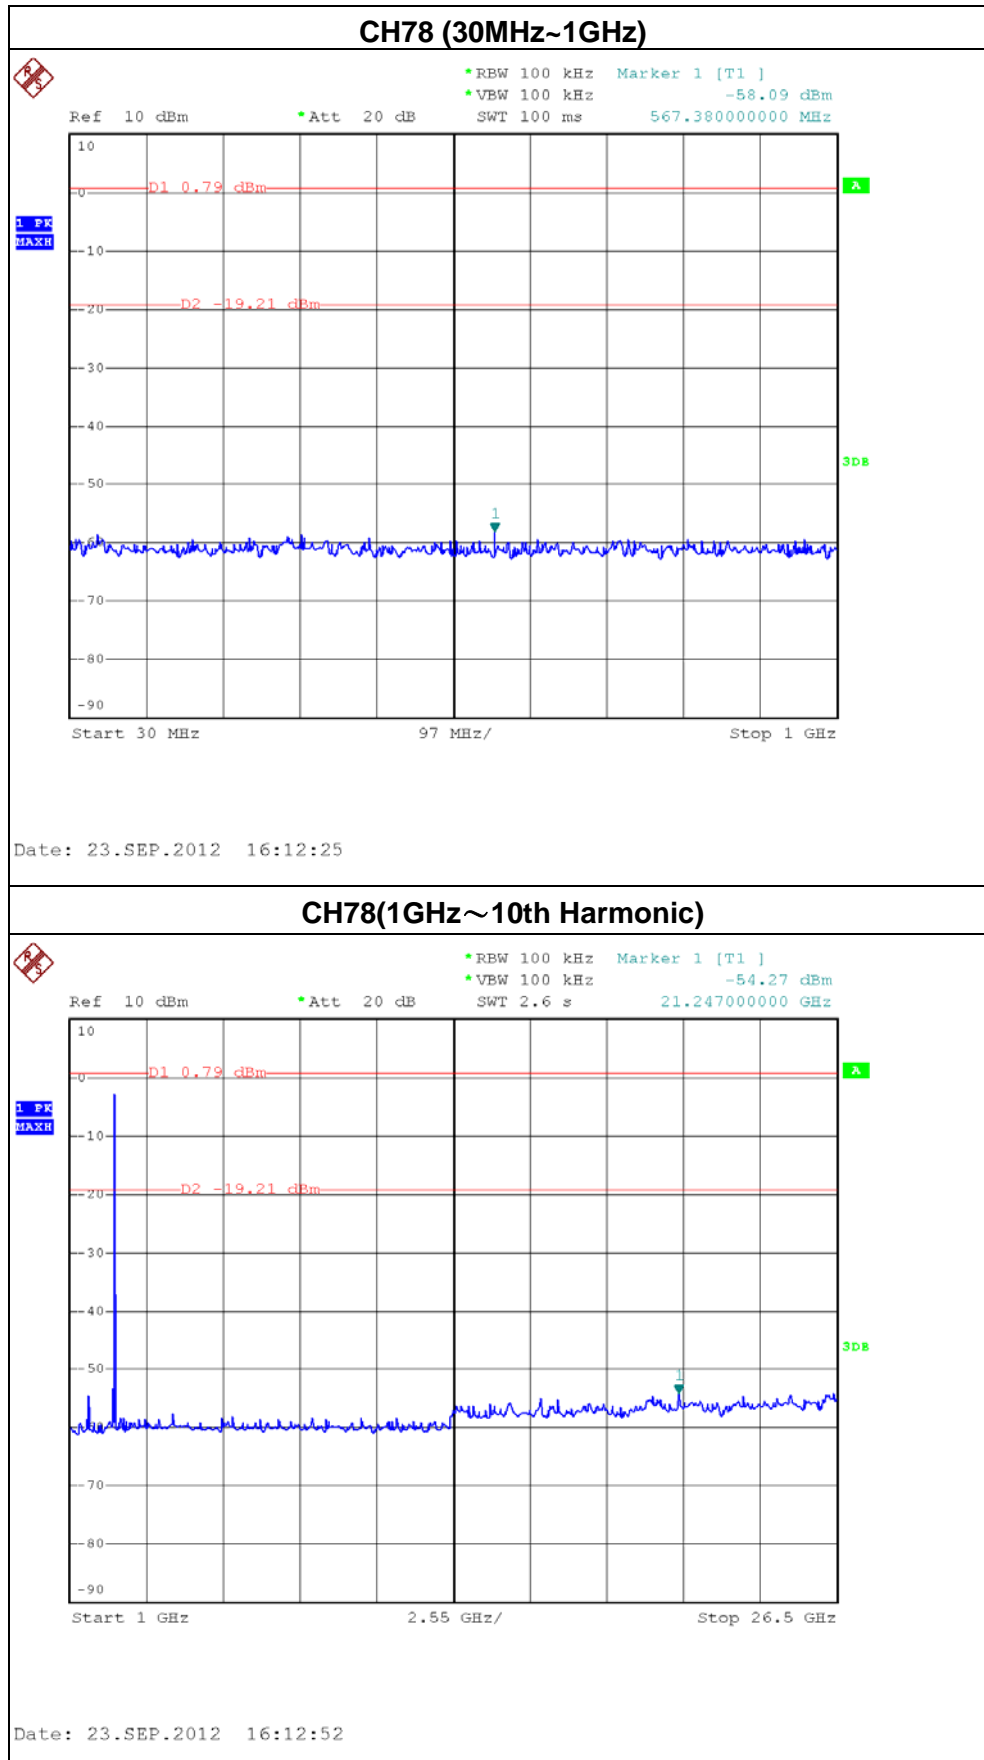 CH78 (30MHz~1GHz)
R S
*RBW 100 kHz Marker 1 [T1 ]
*VBW 100 kHz -58.09 dBm
Ref 10 dBm *Att 20 dB SWT 100 ms 567.380000000 MHz
10
D1 0.79 dBm
0
A
1 PK
MAXH
-10
D2 -19.21 dBm
-20
-30
-40
3DB
-50
1
-60
-70
-80
-90
Start 30 MHz 97 MHz/ Stop 1 GHz
Date: 23.SEP.2012 16:12:25
CH78(1GHz～10th Harmonic)
R S
*RBW 100 kHz Marker 1 [T1 ]
*VBW 100 kHz -54.27 dBm
Ref 10 dBm *Att 20 dB SWT 2.6 s 21.247000000 GHz
10
D1 0.79 dBm
0
A
1 PK
MAXH
-10
D2 -19.21 dBm
-20
-30
-40
3DB
-50
1
-60
-70
-80
-90
Start 1 GHz 2.55 GHz/ Stop 26.5 GHz
Date: 23.SEP.2012 16:12:52